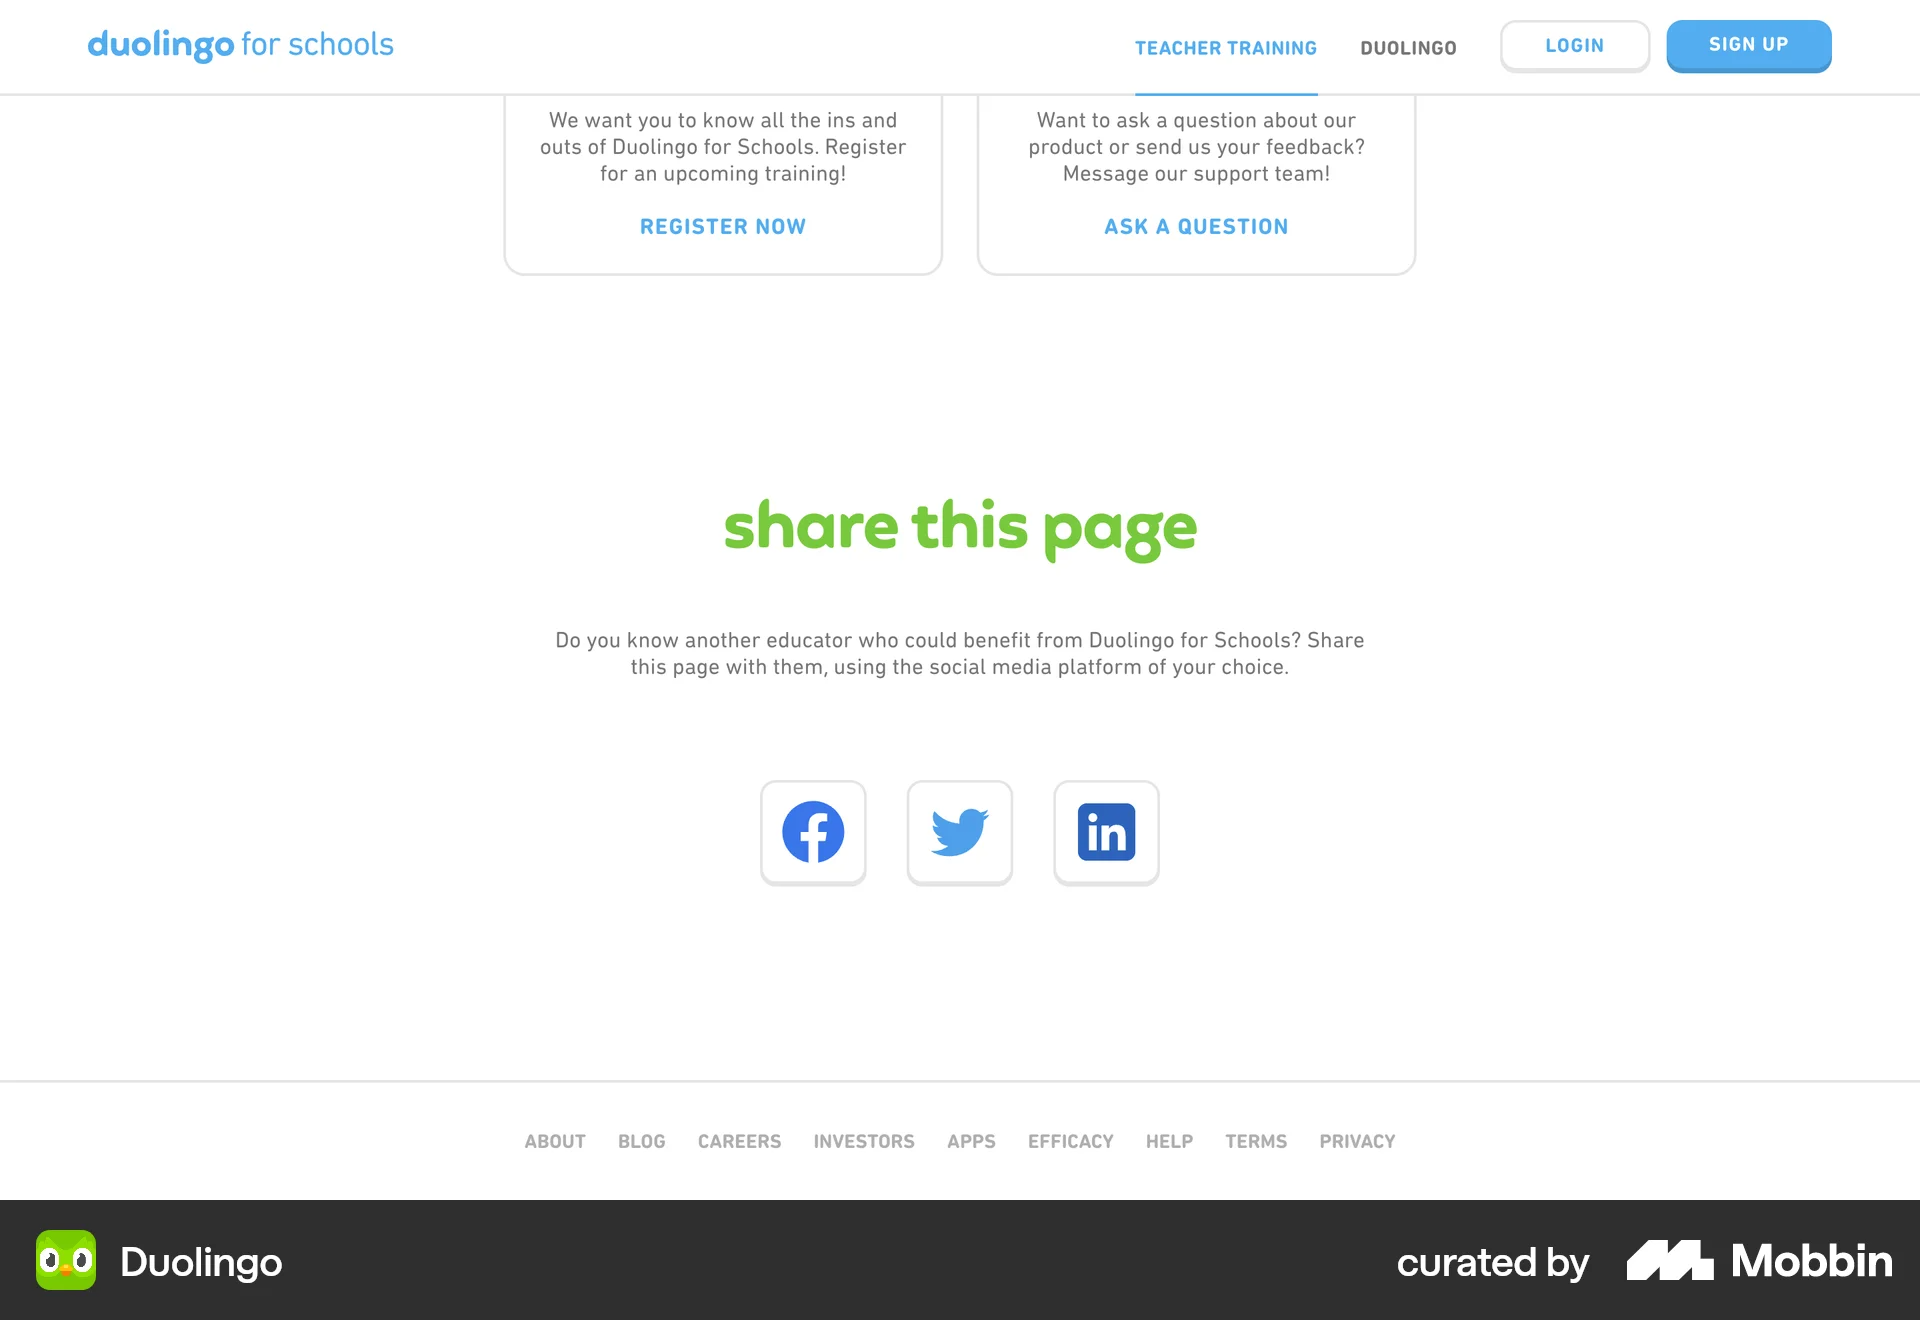 duolingo for schools
TEACHER TRAINING
DUOLINGO
LOGIN
SIGN UP
We want you to know all the ins and
outs of Duolingo for Schools. Register
for an upcoming training!
REGISTER NOW
Want to ask a question about our
product or send us your feedback?
Message our support team!
ASK A QUESTION
share this page
Do you know another educator who could benefit from Duolingo for Schools? Share
this page with them, using the social media platform of your choice.
in
ABOUT BLOG CAREERS INVESTORS APPS EFFICACY HELP TERMS PRIVACY
Duolingo
curated by Mobbin